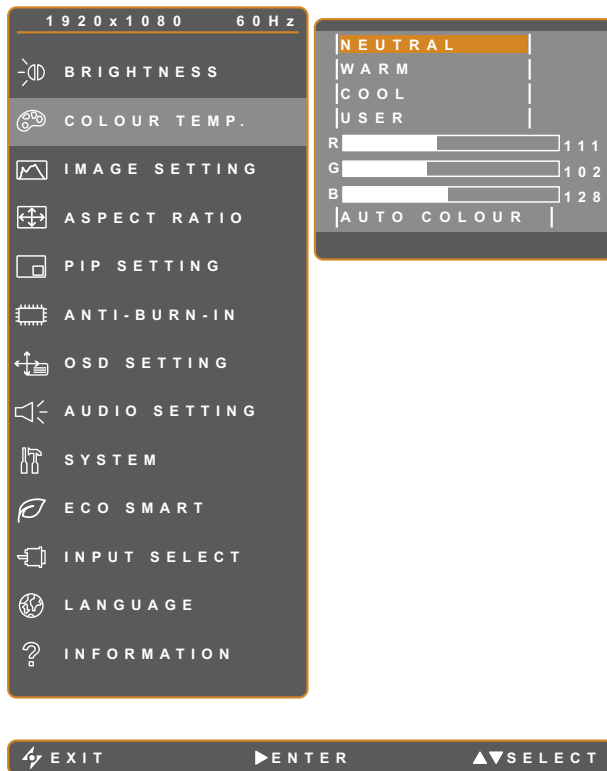 1920x1080 60Hz
BRIGHTNESS
COLOUR TEMP.
IMAGE SETTING
ASPECT RATIO
PIP SETTING
ANTI-BURN-IN
OSD SETTING
AUDIO SETTING
SYSTEM
ECO SMART
INPUT SELECT
LANGUAGE
INFORMATION
NEUTRAL
WARM
COOL
USER
R 111
G 102
B 128
AUTO COLOUR
EXIT ENTER SELECT